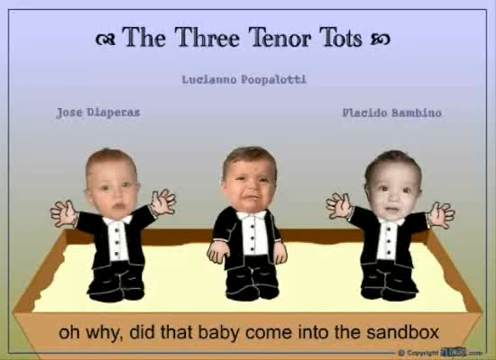 The Three Tenor Tots
Lucianno Poopalotti
Jose Diaperas
Placido Bambino
oh why, did that baby come into the sandbox
© Copyright